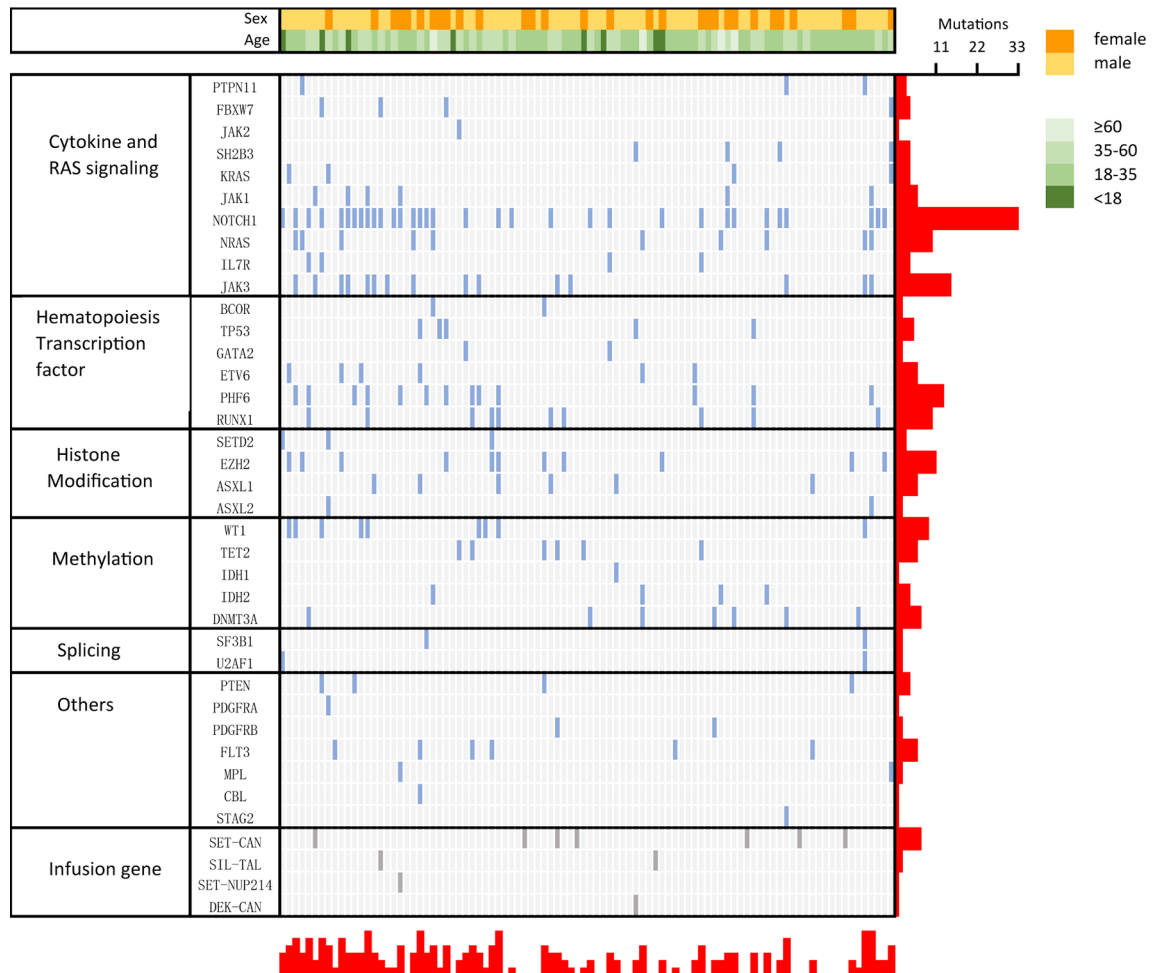 Sex
Age
Mutations
11 22 33
female
male
≥60
35-60
18-35
<18
Cytokine and
RAS signaling
PTPN11
FBXW7
JAK2
SH2B3
KRAS
JAK1
NOTCH1
NRAS
IL7R
JAK3
Hematopoiesis
Transcription
factor
BCOR
TP53
GATA2
ETV6
PHF6
RUNX1
Histone
Modification
SETD2
EZH2
ASXL1
ASXL2
Methylation
WT1
TET2
IDH1
IDH2
DNMT3A
Splicing
SF3B1
U2AF1
Others
PTEN
PDGFRA
PDGFRB
FLT3
MPL
CBL
STAG2
Infusion gene
SET-CAN
SIL-TAL
SET-NUP214
DEK-CAN